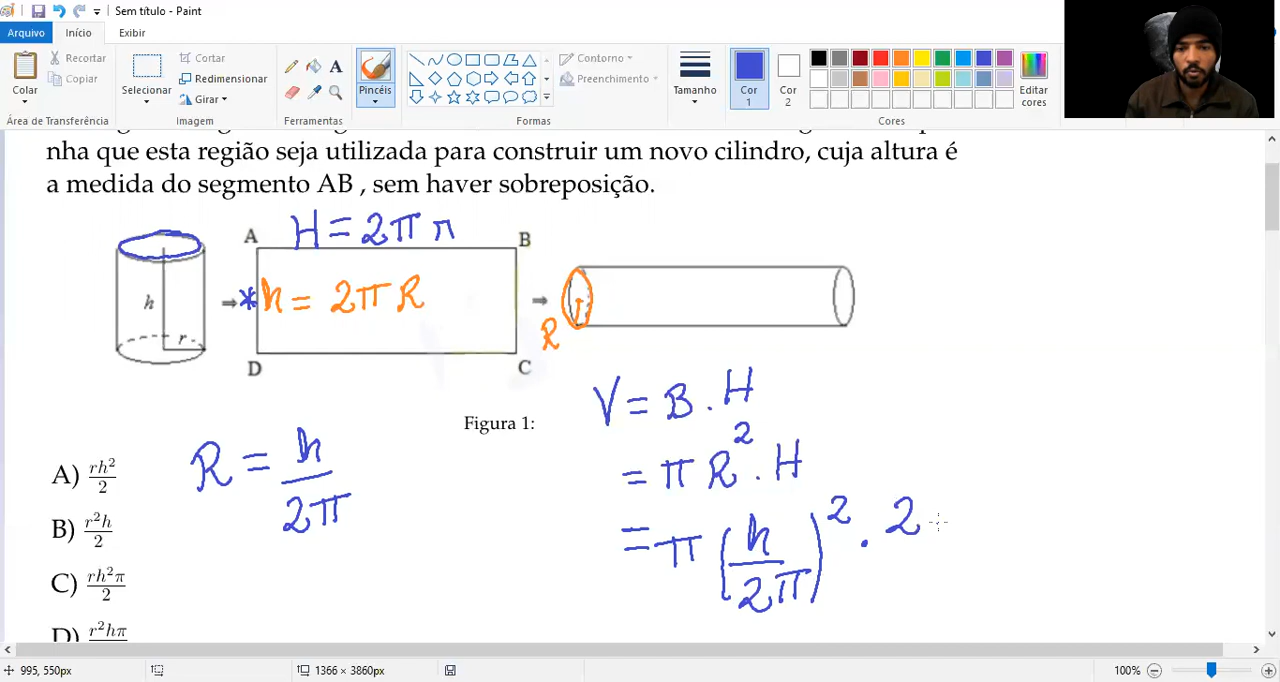 Sem título - Paint
Arquivo Início Exibir
Colar
Recortar
Copiar
Selecionar
Cortar
Redimensionar
Girar
A
Pincéis
Contorno
Preenchimento
Tamanho
Cor 1
Cor 2
Editar cores
Área de Transferência Imagem Ferramentas Formas Cores
nha que esta região seja utilizada para construir um novo cilindro, cuja altura é
a medida do segmento AB , sem haver sobreposição.
H = 2π r
A B
h r
⇒ * h = 2π R ⇒
R
D C
Figura 1:
V = B . H
= π R² . H
= π (h/2π)² . 2
R = h/2π
A) rh²/2
B) r²h/2
C) rh²π/2
D) r²hπ
995, 550px 1366 × 3860px 100%